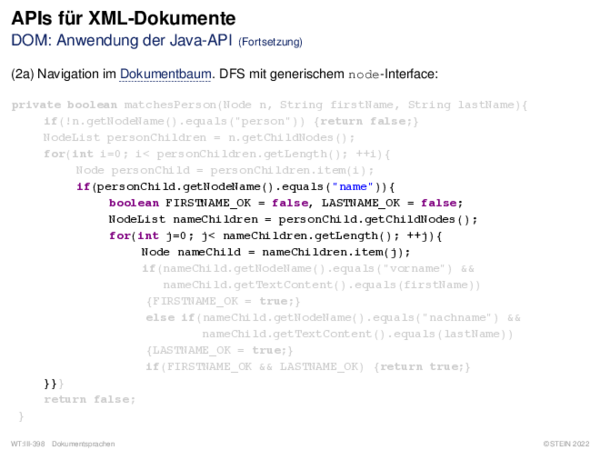 APIs für XML-Dokumente
DOM: Anwendung der Java-API (Fortsetzung)
(2a) Navigation im Dokumentbaum. DFS mit generischem node-Interface:
private boolean matchesPerson(Node n, String firstName, String lastName){
if(!n.getNodeName().equals("person")) {return false;}
NodeList personChildren = n.getChildNodes();
for(int i=0; i< personChildren.getLength(); ++i){
Node personChild = personChildren.item(i);
if(personChild.getNodeName().equals("name")){
boolean FIRSTNAME_OK = false, LASTNAME_OK = false;
NodeList nameChildren = personChild.getChildNodes();
for(int j=0; j< nameChildren.getLength(); ++j){
Node nameChild = nameChildren.item(j);
if(nameChild.getNodeName().equals("vorname") &&
nameChild.getTextContent().equals(firstName))
{FIRSTNAME_OK = true;}
else if(nameChild.getNodeName().equals("nachname") &&
nameChild.getTextContent().equals(lastName))
{LASTNAME_OK = true;}
if(FIRSTNAME_OK && LASTNAME_OK) {return true;}
}}}
return false;
}
WT:III-398 Dokumentsprachen
©STEIN 2022